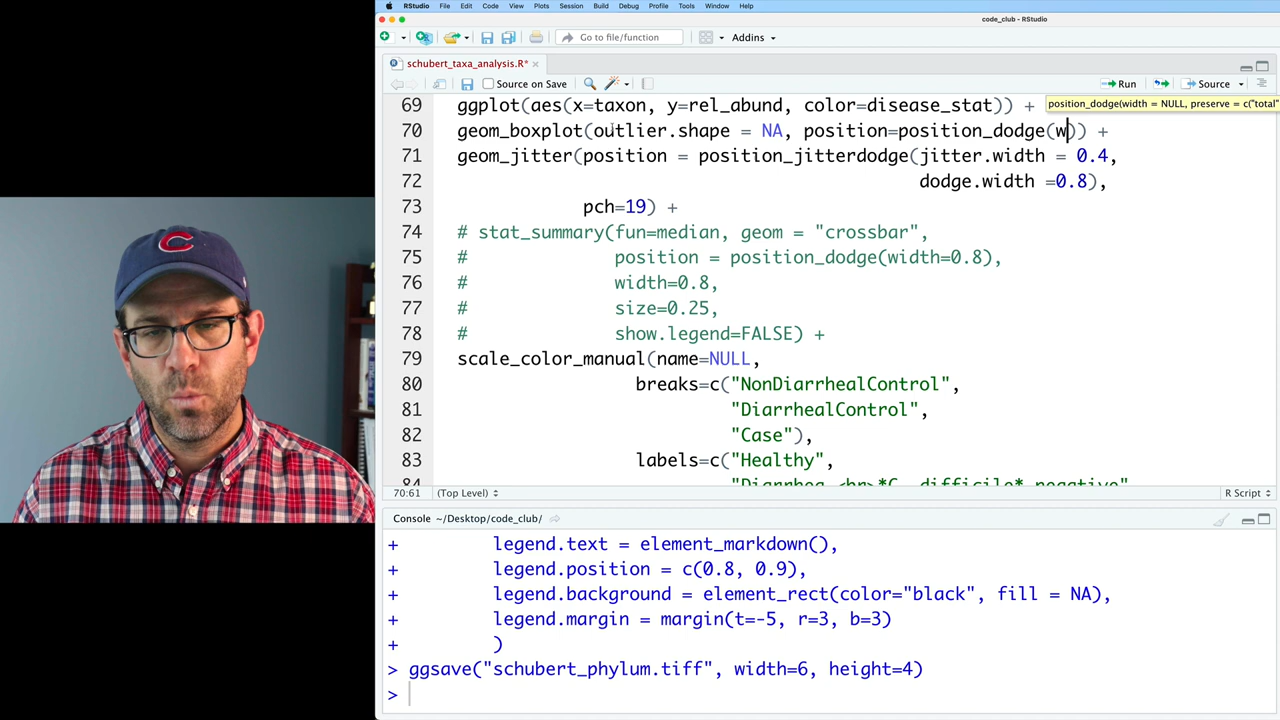 RStudio File Edit Code View Plots Session Build Debug Profile Tools Window Help
code_club - RStudio
Go to file/function Addins
schubert_taxa_analysis.R*
Source on Save Run Source
69 ggplot(aes(x=taxon, y=rel_abund, color=disease_stat)) +
position_dodge(width = NULL, preserve = c("total"
70 geom_boxplot(outlier.shape = NA, position=position_dodge(w)) +
71 geom_jitter(position = position_jitterdodge(jitter.width = 0.4,
72 dodge.width =0.8),
73 pch=19) +
74 # stat_summary(fun=median, geom = "crossbar",
75 # position = position_dodge(width=0.8),
76 # width=0.8,
77 # size=0.25,
78 # show.legend=FALSE) +
79 scale_color_manual(name=NULL,
80 breaks=c("NonDiarrhealControl",
81 "DiarrhealControl",
82 "Case"),
83 labels=c("Healthy",
84 "Diarrhea,<br>*C. difficile* negative"
70:61 (Top Level) R Script
Console ~/Desktop/code_club/
+ legend.text = element_markdown(),
+ legend.position = c(0.8, 0.9),
+ legend.background = element_rect(color="black", fill = NA),
+ legend.margin = margin(t=-5, r=3, b=3)
+ )
> ggsave("schubert_phylum.tiff", width=6, height=4)
>